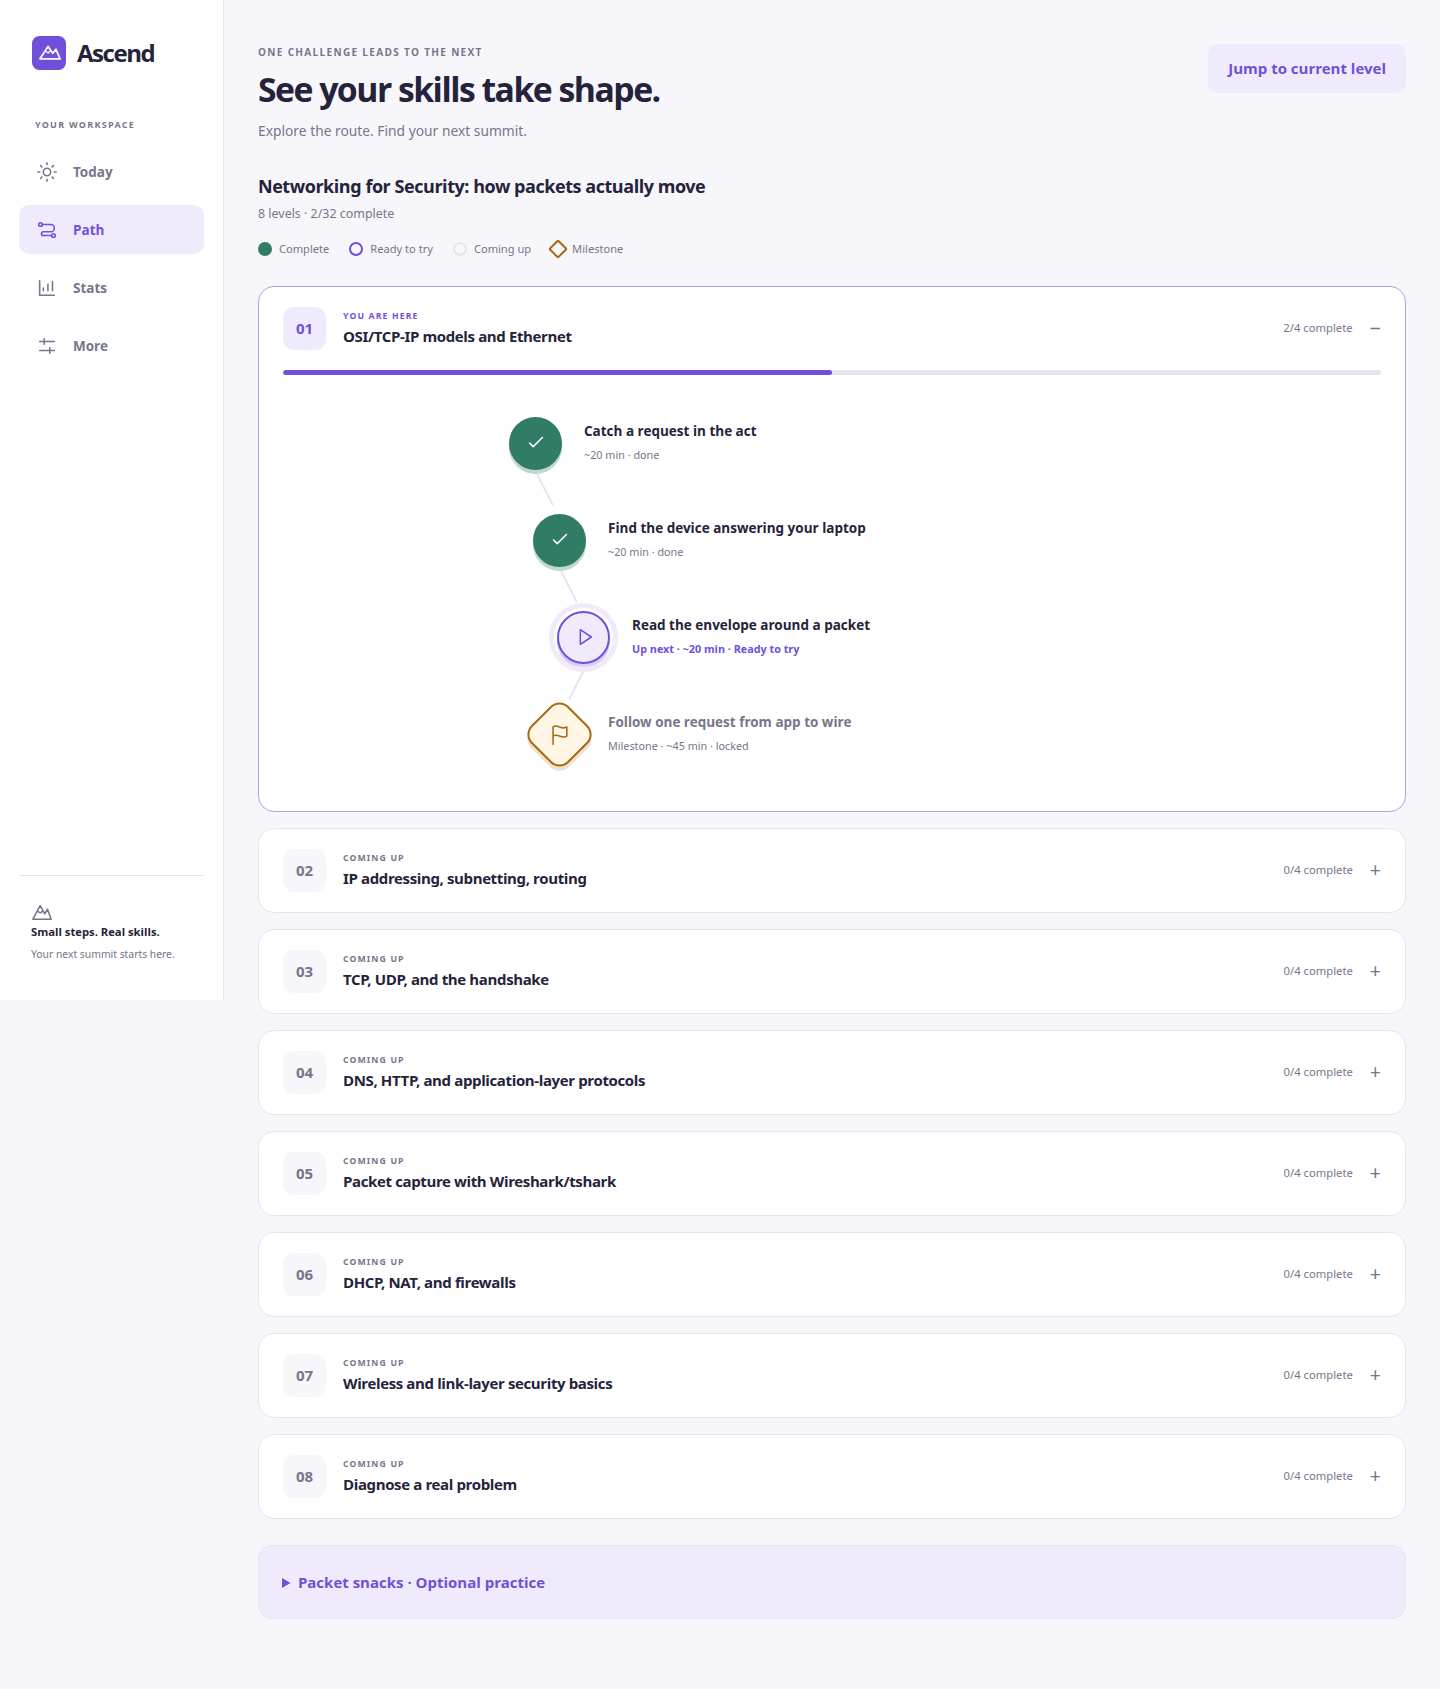 Ascend
YOUR WORKSPACE
Today
Path
Stats
More
Small steps. Real skills.
Your next summit starts here.
ONE CHALLENGE LEADS TO THE NEXT
See your skills take shape.
Explore the route. Find your next summit.
Jump to current level
Networking for Security: how packets actually move
8 levels · 2/32 complete
Complete
Ready to try
Coming up
Milestone
01
YOU ARE HERE
OSI/TCP-IP models and Ethernet
2/4 complete −
Catch a request in the act
~20 min · done
Find the device answering your laptop
~20 min · done
Read the envelope around a packet
Up next · ~20 min · Ready to try
Follow one request from app to wire
Milestone · ~45 min · locked
02
COMING UP
IP addressing, subnetting, routing
0/4 complete +
03
COMING UP
TCP, UDP, and the handshake
0/4 complete +
04
COMING UP
DNS, HTTP, and application-layer protocols
0/4 complete +
05
COMING UP
Packet capture with Wireshark/tshark
0/4 complete +
06
COMING UP
DHCP, NAT, and firewalls
0/4 complete +
07
COMING UP
Wireless and link-layer security basics
0/4 complete +
08
COMING UP
Diagnose a real problem
0/4 complete +
Packet snacks · Optional practice